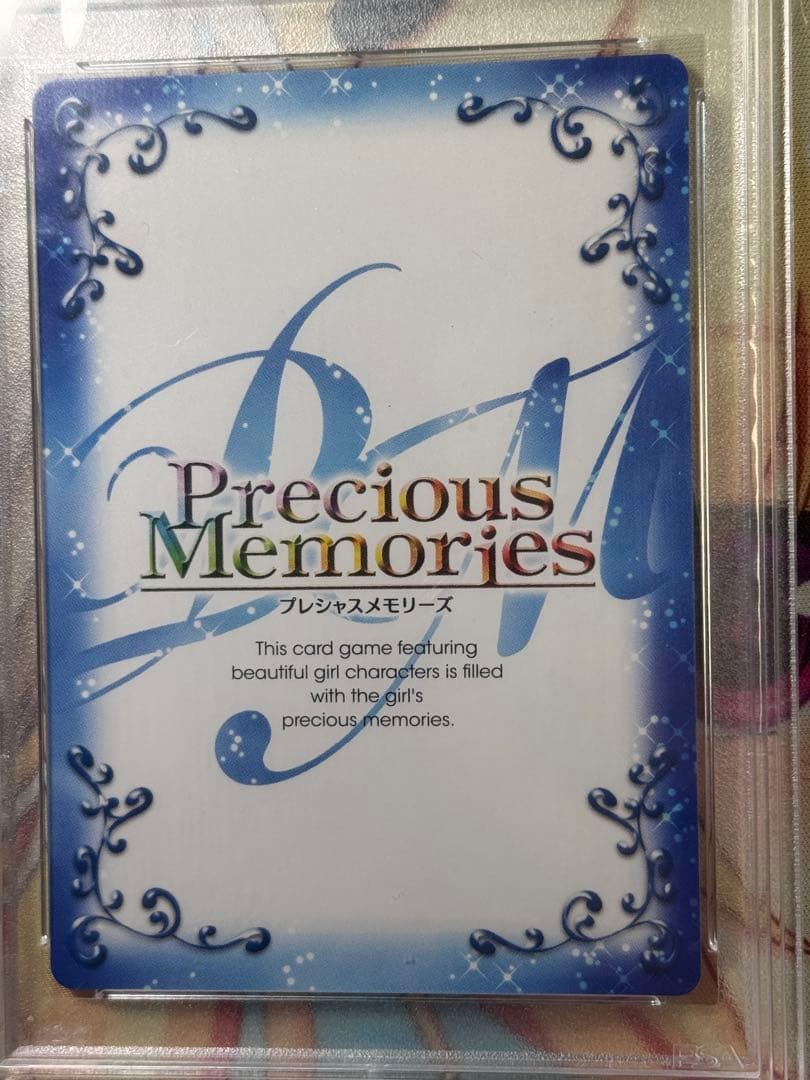 Precious
Memories
プレシャスメモリーズ
This card game featuring
beautiful girl characters is filled
with the girl's
precious memories.